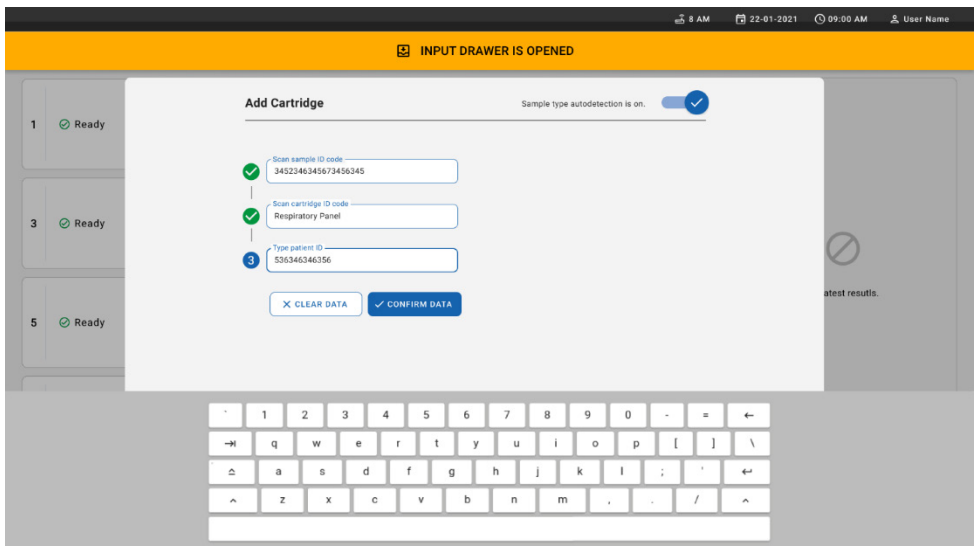 8 AM 22-01-2021 09:00 AM User Name
INPUT DRAWER IS OPENED
Add Cartridge Sample type autodetection is on.
1 Ready
Scan sample ID code
3452346345673456345
Scan cartridge ID code
Respiratory Panel
3 Ready
Type patient ID
3 536346346356
atest resutls.
CLEAR DATA CONFIRM DATA
5 Ready
` 1 2 3 4 5 6 7 8 9 0 - =
q w e r t y u i o p [ ] \
a s d f g h j k l ; '
z x c v b n m , . /